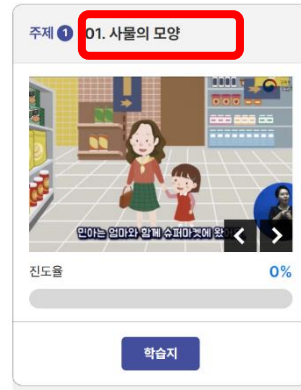 주제 1 01. 사물의 모양
민아는 엄마와 함께 슈퍼마켓에 왔어
진도율 0%
학습지